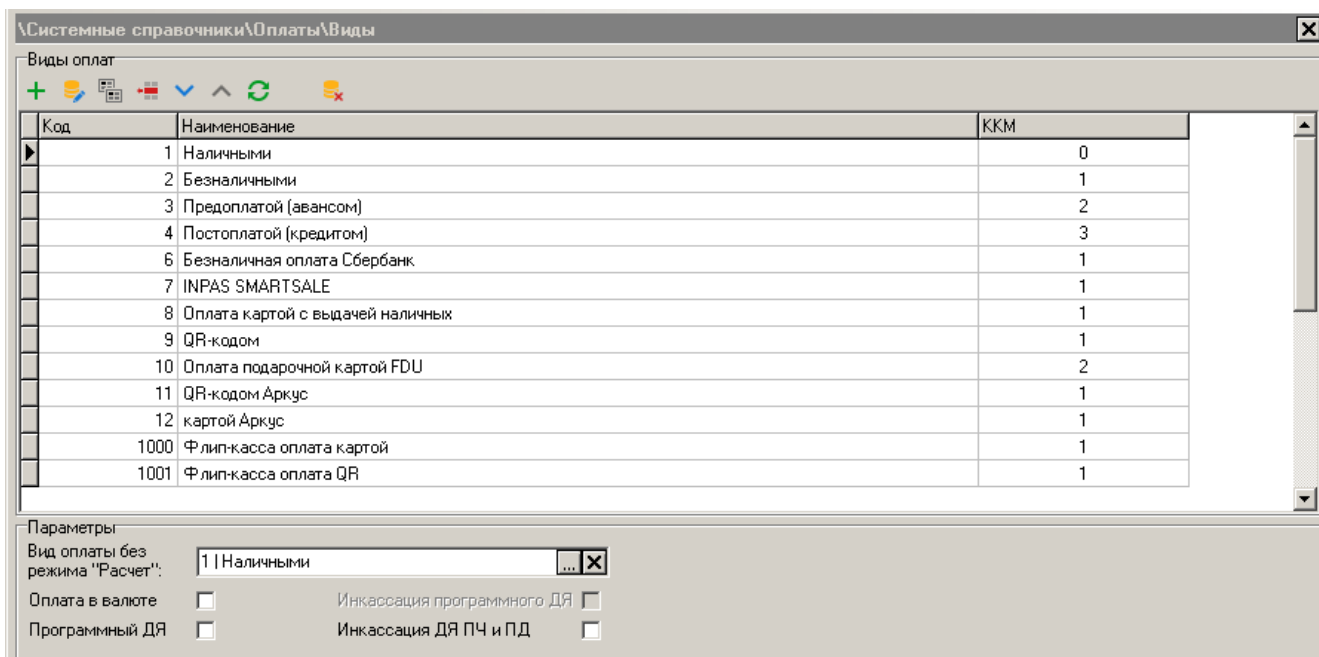 \Системные справочники\Оплаты\Виды
Виды оплат
Код Наименование ККМ
1 Наличными 0
2 Безналичными 1
3 Предоплатой (авансом) 2
4 Постоплатой (кредитом) 3
6 Безналичная оплата Сбербанк 1
7 INPAS SMARTSALE 1
8 Оплата картой с выдачей наличных 1
9 QR-кодом 1
10 Оплата подарочной картой FDU 2
11 QR-кодом Аркус 1
12 картой Аркус 1
1000 Флип-касса оплата картой 1
1001 Флип-касса оплата QR 1
Параметры
Вид оплаты без
режима "Расчет": 1 | Наличными ...
Оплата в валюте Инкассация программного ДЯ
Программный ДЯ Инкассация ДЯ ПЧ и ПД